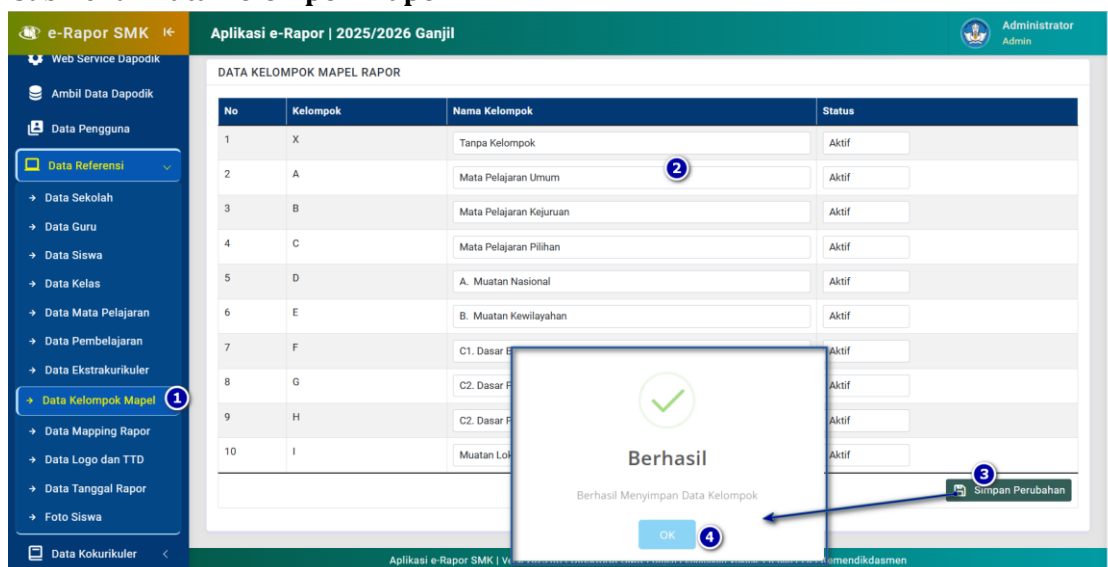 e-Rapor SMK
Aplikasi e-Rapor | 2025/2026 Ganjil
Administrator
Admin
Web Service Dapodik
Ambil Data Dapodik
Data Pengguna
Data Referensi
Data Sekolah
Data Guru
Data Siswa
Data Kelas
Data Mata Pelajaran
Data Pembelajaran
Data Ekstrakurikuler
Data Kelompok Mapel 1
Data Mapping Rapor
Data Logo dan TTD
Data Tanggal Rapor
Foto Siswa
Data Kokurikuler
DATA KELOMPOK MAPEL RAPOR
No Kelompok Nama Kelompok Status
1 X Tanpa Kelompok Aktif
2
2 A Mata Pelajaran Umum Aktif
3 B Mata Pelajaran Kejuruan Aktif
4 C Mata Pelajaran Pilihan Aktif
5 D A. Muatan Nasional Aktif
6 E B. Muatan Kewilayahan Aktif
7 F C1. Dasar Aktif
8 G C2. Dasar Aktif
9 H C2. Dasar Aktif
10 I Muatan Aktif
3
Simpan Perubahan
Berhasil
Berhasil Menyimpan Data Kelompok
OK 4
Aplikasi e-Rapor SMK |